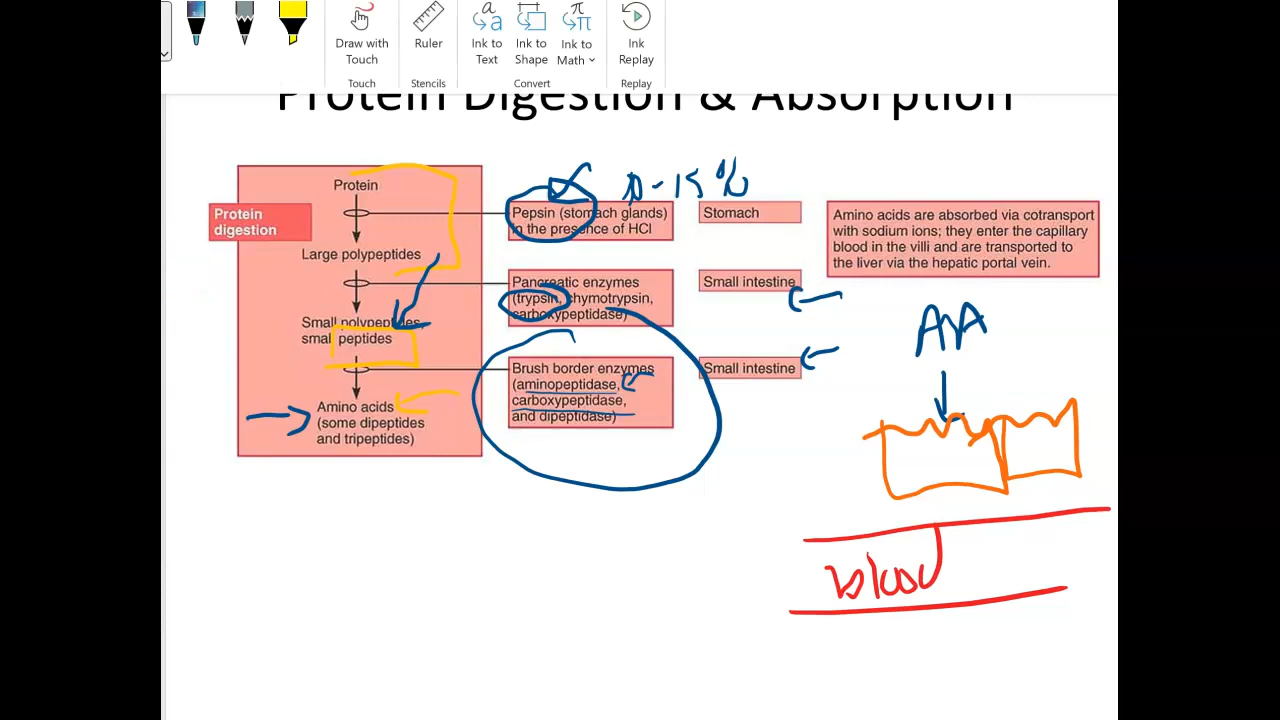 Draw with
Touch
Ruler
Ink to
Text
Ink to
Shape
Ink to
Math
Ink
Replay
Touch
Stencils
Convert
Replay
Protein Digestion & Absorption
Protein
digestion
Protein
Large polypeptides
Small polypeptides,
small peptides
Amino acids
(some dipeptides
and tripeptides)
Pepsin (stomach glands)
in the presence of HCl
Stomach
Pancreatic enzymes
(trypsin, chymotrypsin,
carboxypeptidase)
Small intestine
Brush border enzymes
(aminopeptidase,
carboxypeptidase,
and dipeptidase)
Small intestine
Amino acids are absorbed via cotransport
with sodium ions; they enter the capillary
blood in the villi and are transported to
the liver via the hepatic portal vein.
AA
blood